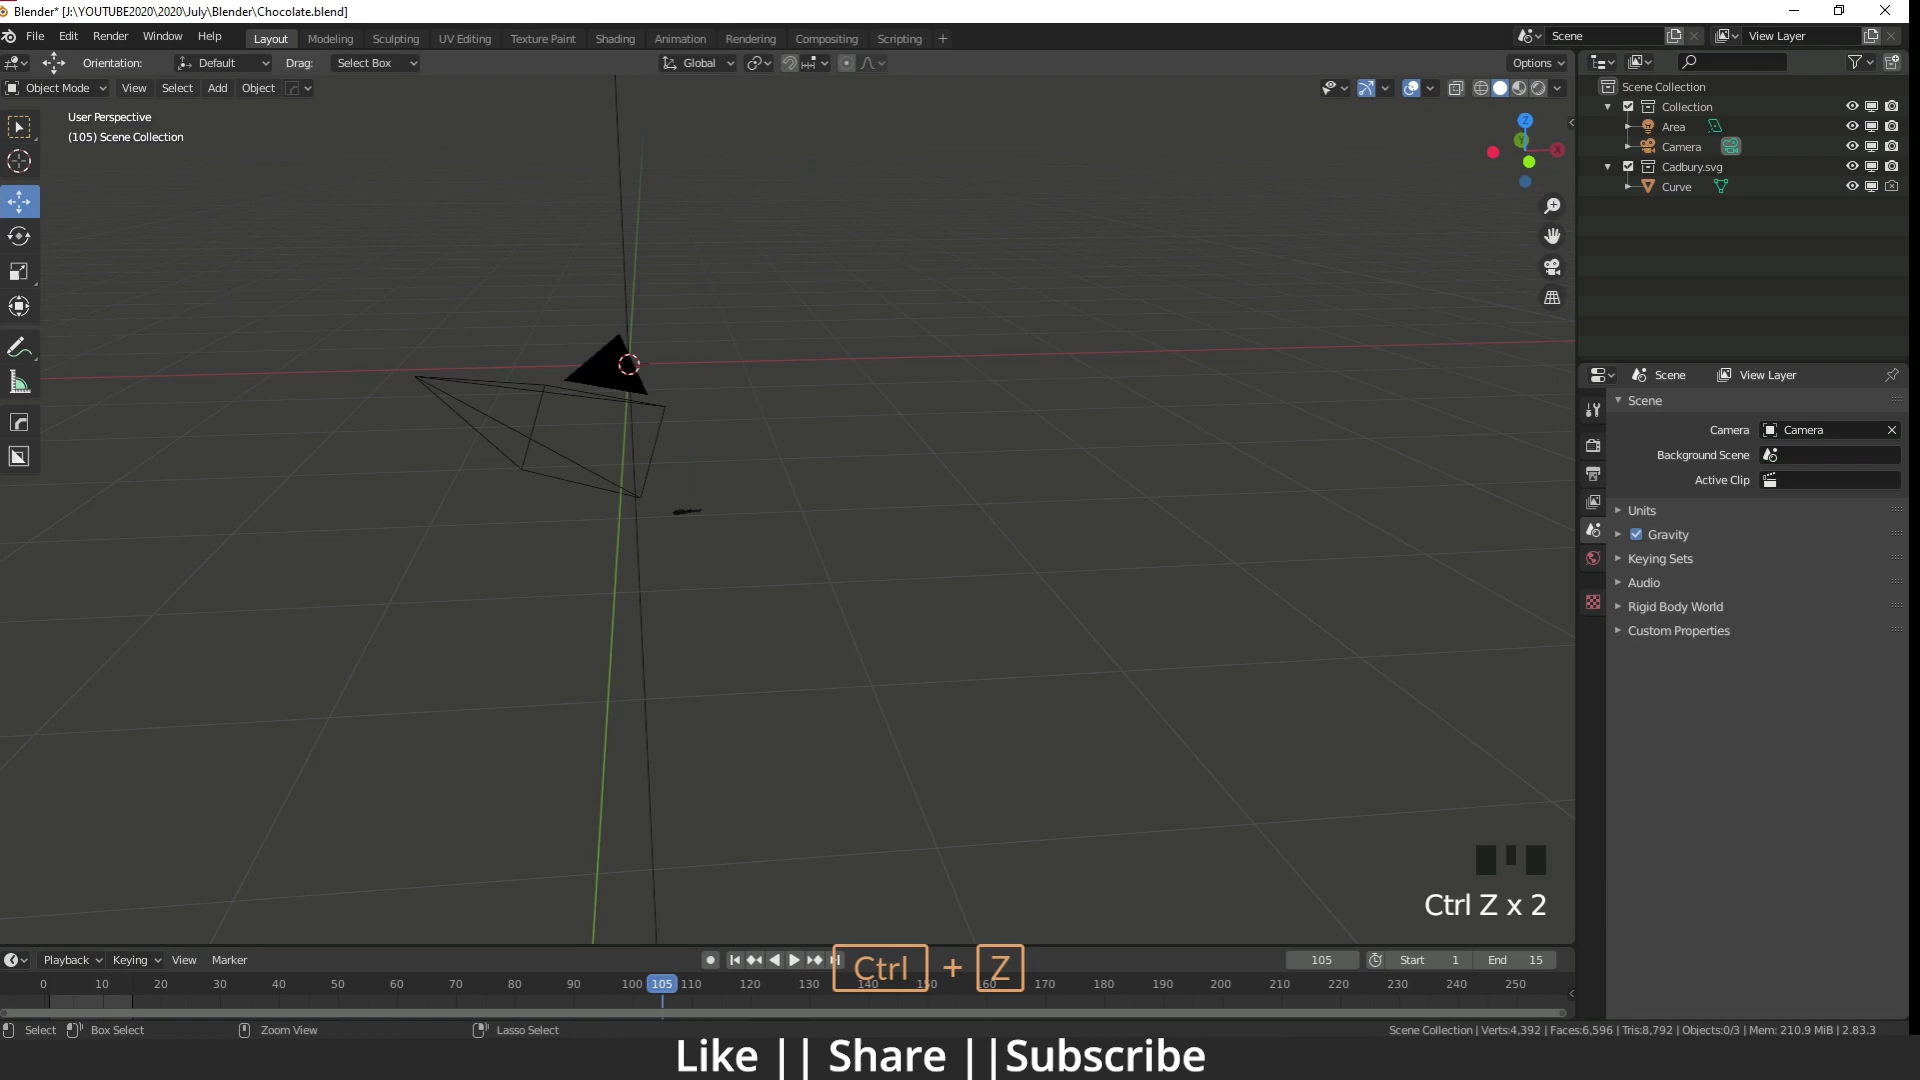 Blender* [J:\YOUTUBE2020\2020\July\Blender\Chocolate.blend]
File Edit Render Window Help Layout Modeling Sculpting UV Editing Texture Paint Shading Animation Rendering Compositing Scripting + Scene View Layer
Orientation: Default Drag: Select Box Global Options
Object Mode View Select Add Object
User Perspective
(105) Scene Collection
Z
Y
X
Scene Collection
Collection
Area
Camera
Cadbury.svg
Curve
Scene View Layer
Scene
Camera Camera
Background Scene
Active Clip
Units
Gravity
Keying Sets
Audio
Rigid Body World
Custom Properties
Ctrl Z x 2
Playback Keying View Marker 105 Start 1 End 15
Ctrl + Z
0 10 20 30 40 50 60 70 80 90 100 105 110 120 130 140 150 160 170 180 190 200 210 220 230 240 250
Select Box Select Zoom View Lasso Select Scene Collection | Verts:4,392 | Faces:6,596 | Tris:8,792 | Objects:0/3 | Mem: 210.9 MiB | 2.83.3
Like || Share ||Subscribe